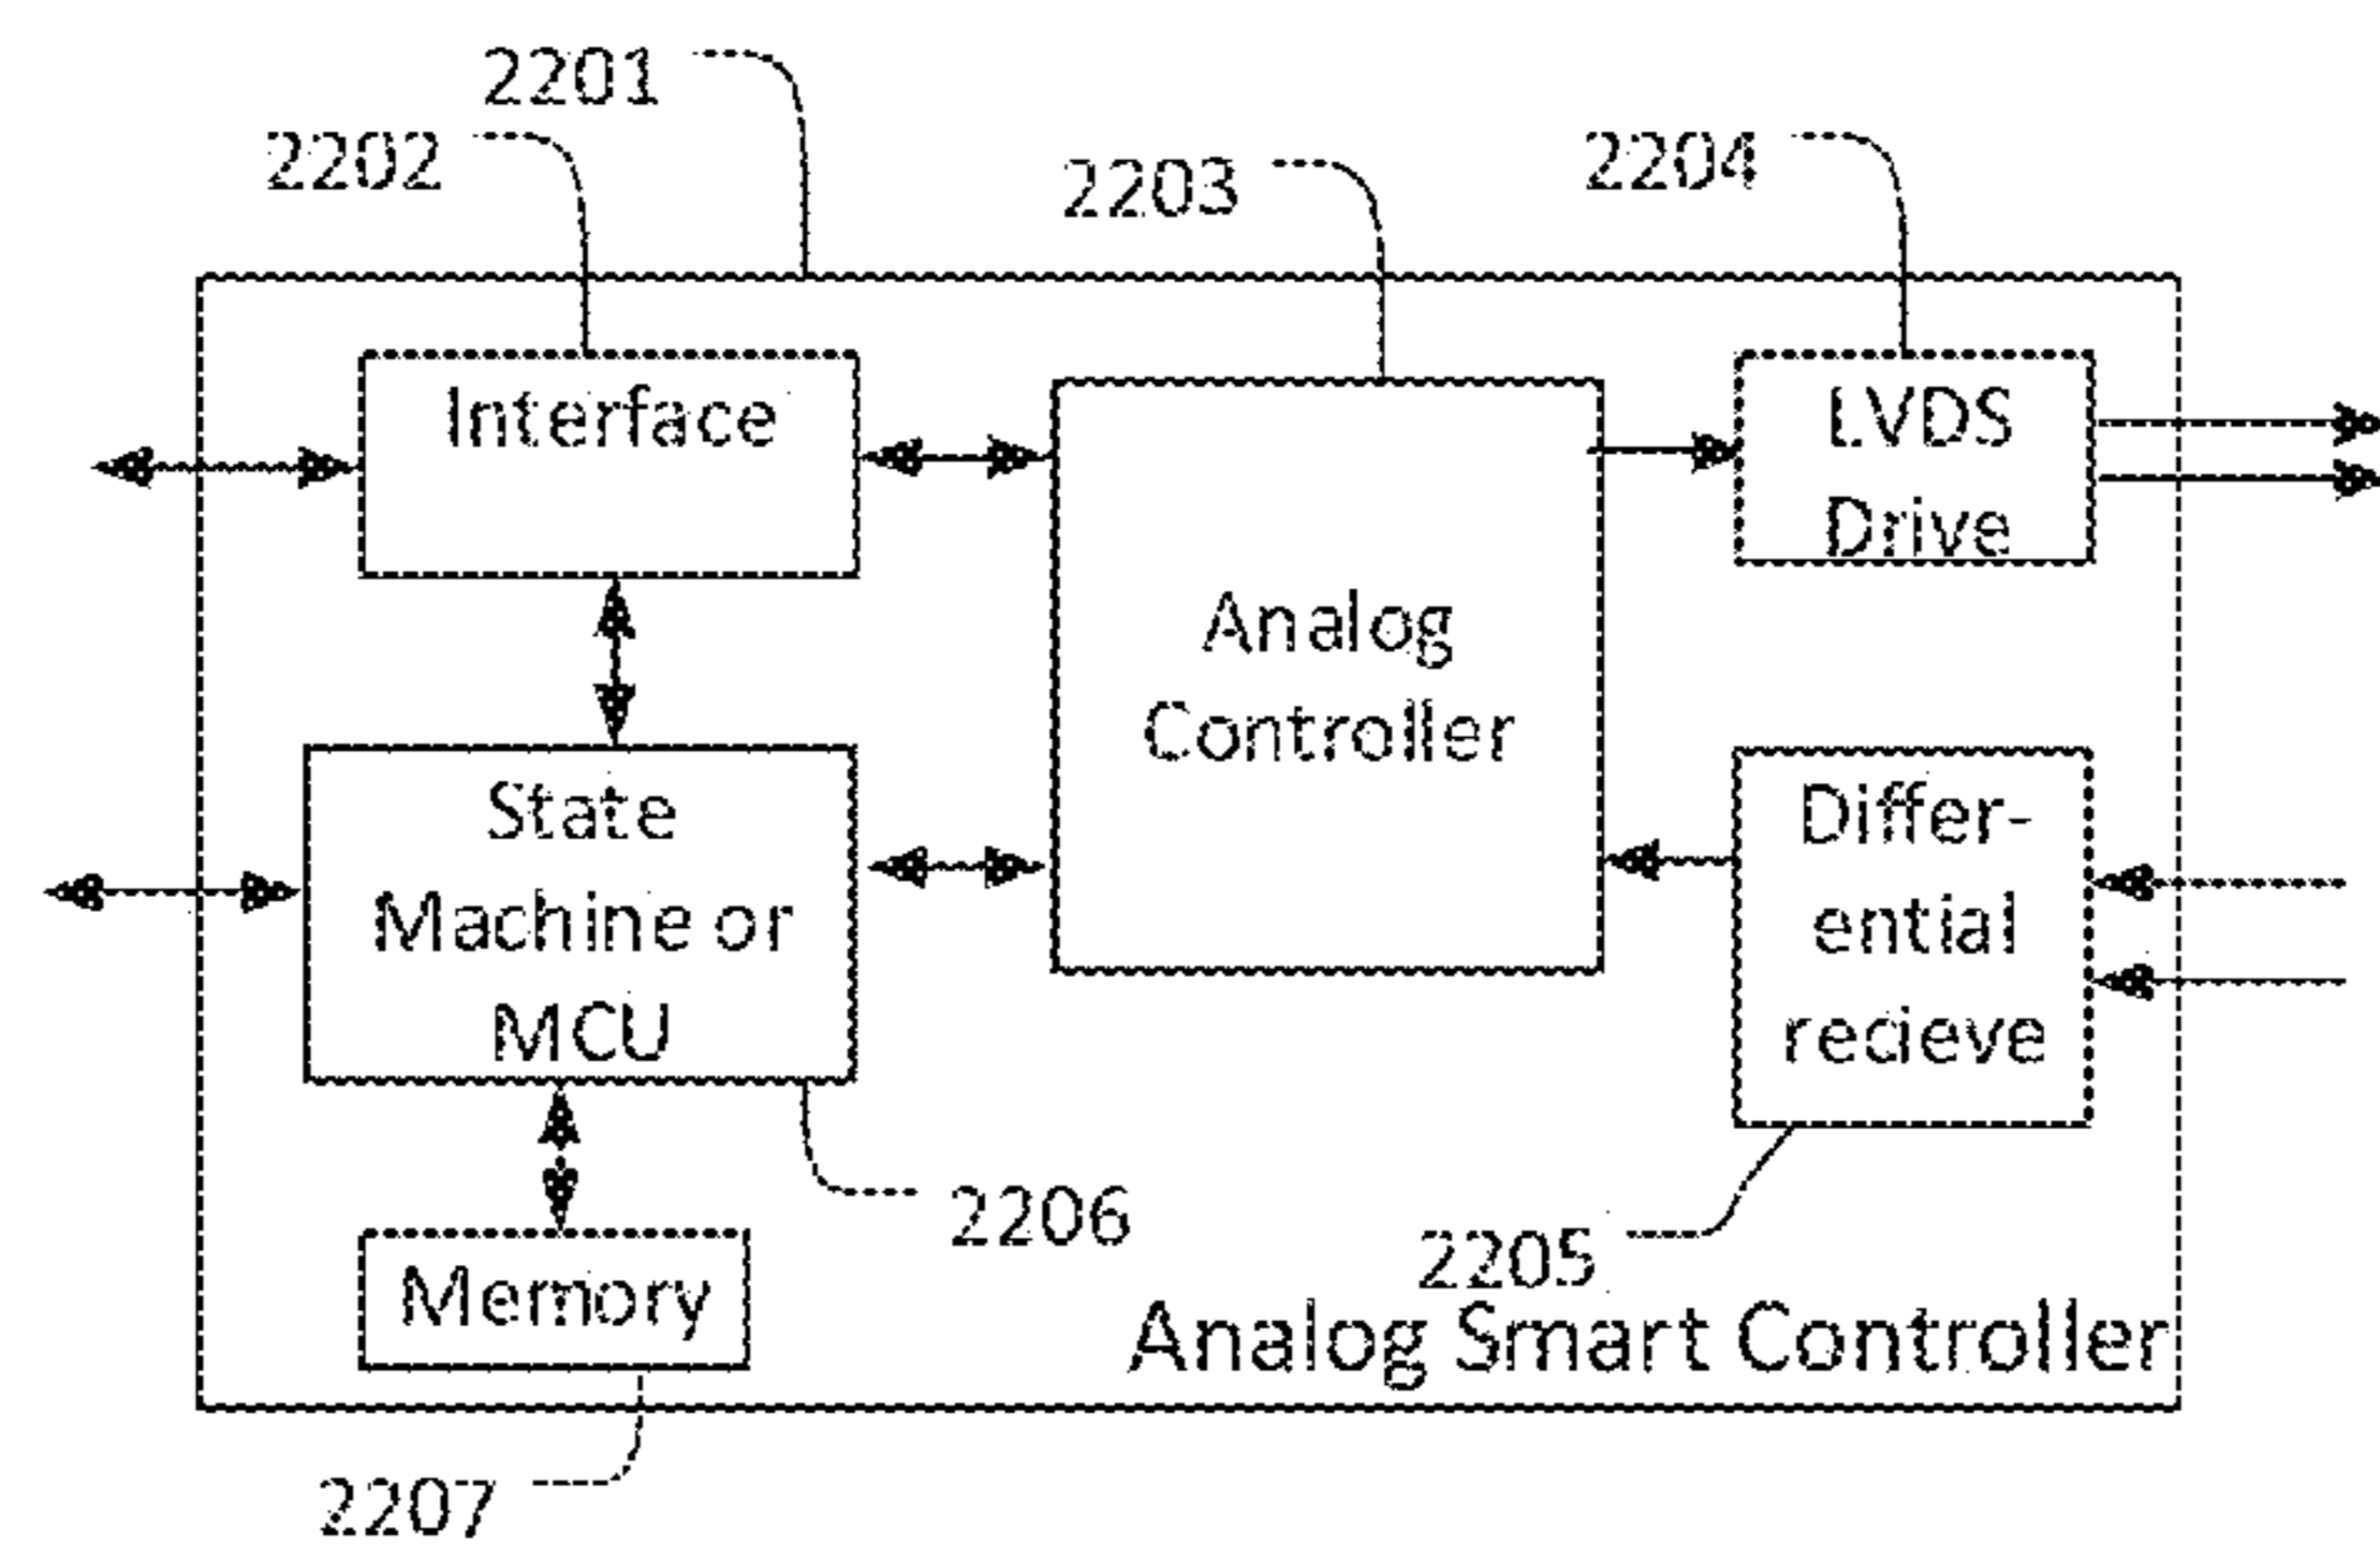 2201
2202
2203
2204
Interface
LVDS
Drive
Analog
Controller
State
Machine or
MCU
Differ-
ential
recieve
2206
2205
Memory
Analog Smart Controller
2207